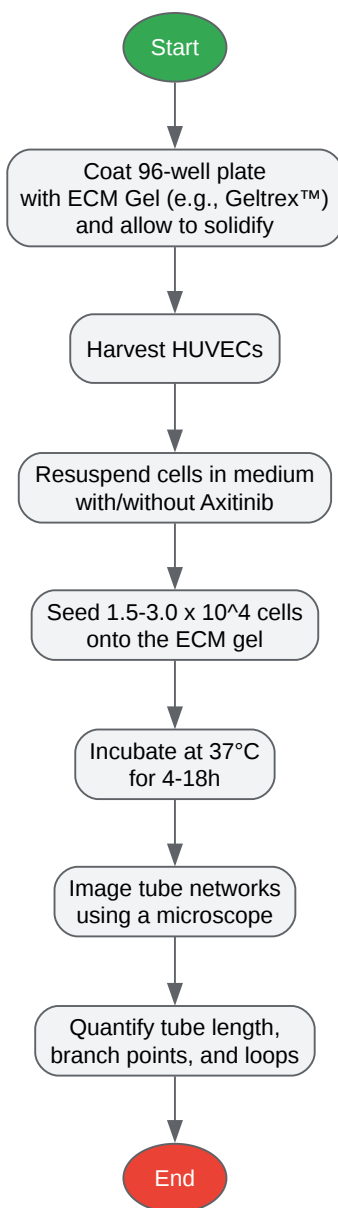 Start
Coat 96-well plate
with ECM Gel (e.g., Geltrex™)
and allow to solidify
Harvest HUVECs
Resuspend cells in medium
with/without Axitinib
Seed 1.5-3.0 x 10^4 cells
onto the ECM gel
Incubate at 37°C
for 4-18h
Image tube networks
using a microscope
Quantify tube length,
branch points, and loops
End